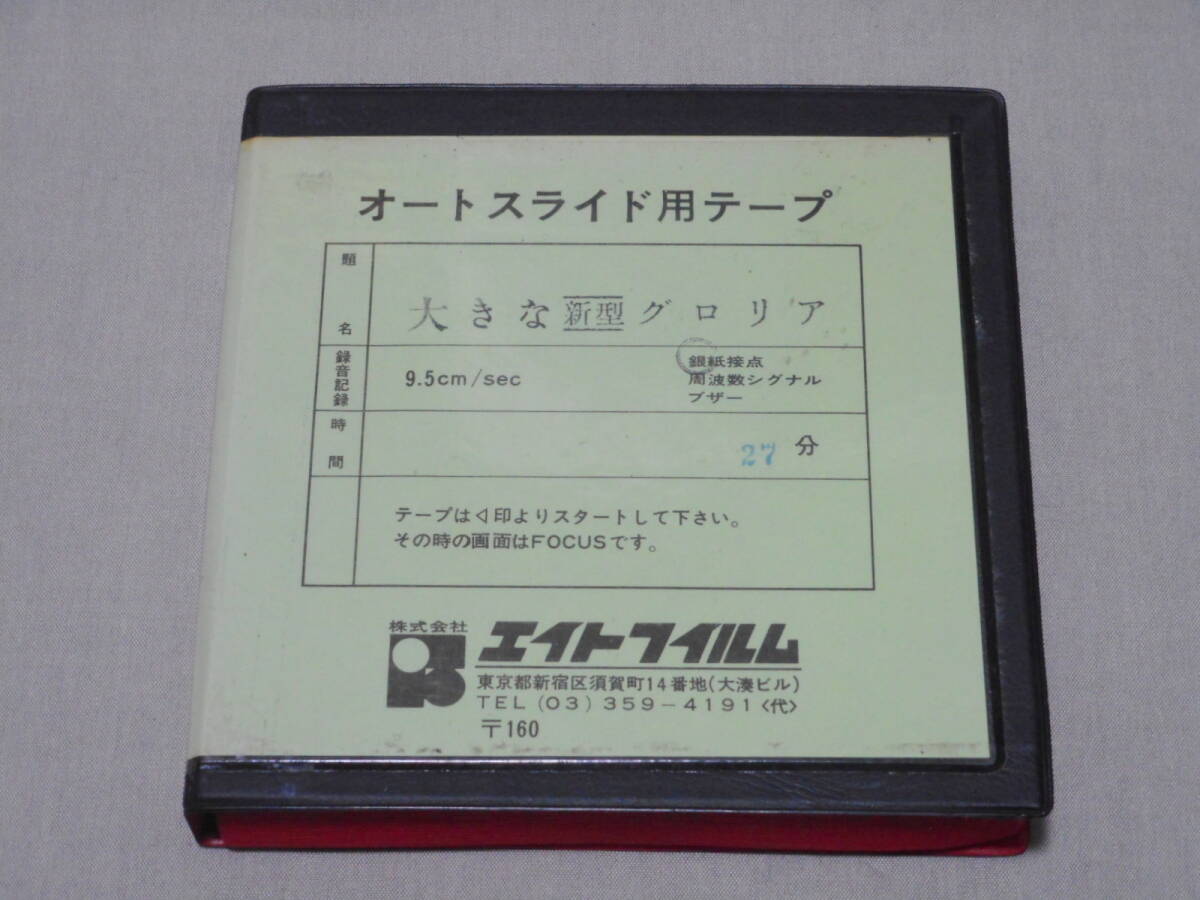 オートスライド用テープ
題名
大きな新型グロリア
録音記録
9.5cm/sec
銀紙接点
周波数シグナル
ブザー
時間
27分
テープは◁印よりスタートして下さい。
その時の画面はFOCUSです。
株式会社
エイトフイルム
東京都新宿区須賀町14番地(大湊ビル)
TEL (03) 359-4191〈代〉
〒160